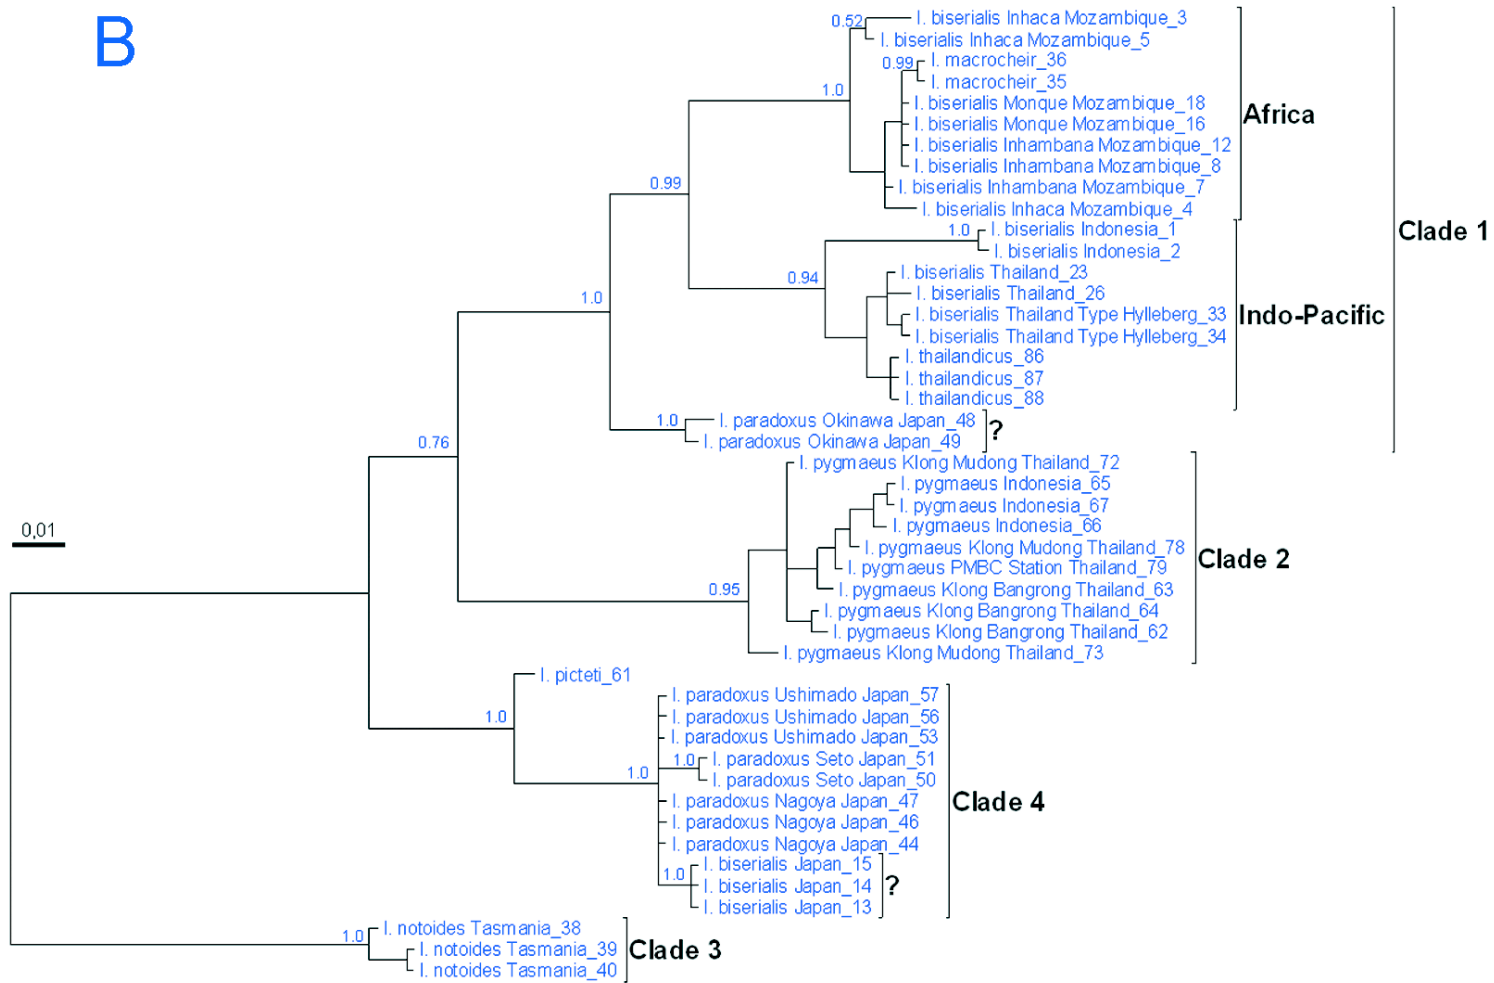 B
0.52
I. biserialis Inhaca Mozambique_3
I. biserialis Inhaca Mozambique_5
0.99
I. macrocheir_36
I. macrocheir_35
1.0
I. biserialis Monque Mozambique_18
I. biserialis Monque Mozambique_16
Africa
I. biserialis Inhambana Mozambique_12
I. biserialis Inhambana Mozambique_8
0.99
I. biserialis Inhambana Mozambique_7
I. biserialis Inhaca Mozambique_4
1.0
I. biserialis Indonesia_1
Clade 1
I. biserialis Indonesia_2
0.94
I. biserialis Thailand_23
I. biserialis Thailand_26
1.0
I. biserialis Thailand Type Hylleberg_33
Indo-Pacific
I. biserialis Thailand Type Hylleberg_34
I. thailandicus_86
I. thailandicus_87
I. thailandicus_88
1.0
I. paradoxus Okinawa Japan_48
?
I. paradoxus Okinawa Japan_49
0.76
I. pygmaeus Klong Mudong Thailand_72
I. pygmaeus Indonesia_65
I. pygmaeus Indonesia_67
I. pygmaeus Indonesia_66
0,01
I. pygmaeus Klong Mudong Thailand_78
Clade 2
I. pygmaeus PMBC Station Thailand_79
0.95
I. pygmaeus Klong Bangrong Thailand_63
I. pygmaeus Klong Bangrong Thailand_64
I. pygmaeus Klong Bangrong Thailand_62
I. pygmaeus Klong Mudong Thailand_73
I. picteti_61
1.0
I. paradoxus Ushimado Japan_57
I. paradoxus Ushimado Japan_56
I. paradoxus Ushimado Japan_53
1.0
I. paradoxus Seto Japan_51
1.0
I. paradoxus Seto Japan_50
I. paradoxus Nagoya Japan_47
Clade 4
I. paradoxus Nagoya Japan_46
I. paradoxus Nagoya Japan_44
1.0
I. biserialis Japan_15
I. biserialis Japan_14
?
I. biserialis Japan_13
1.0
I. notoides Tasmania_38
I. notoides Tasmania_39
Clade 3
I. notoides Tasmania_40